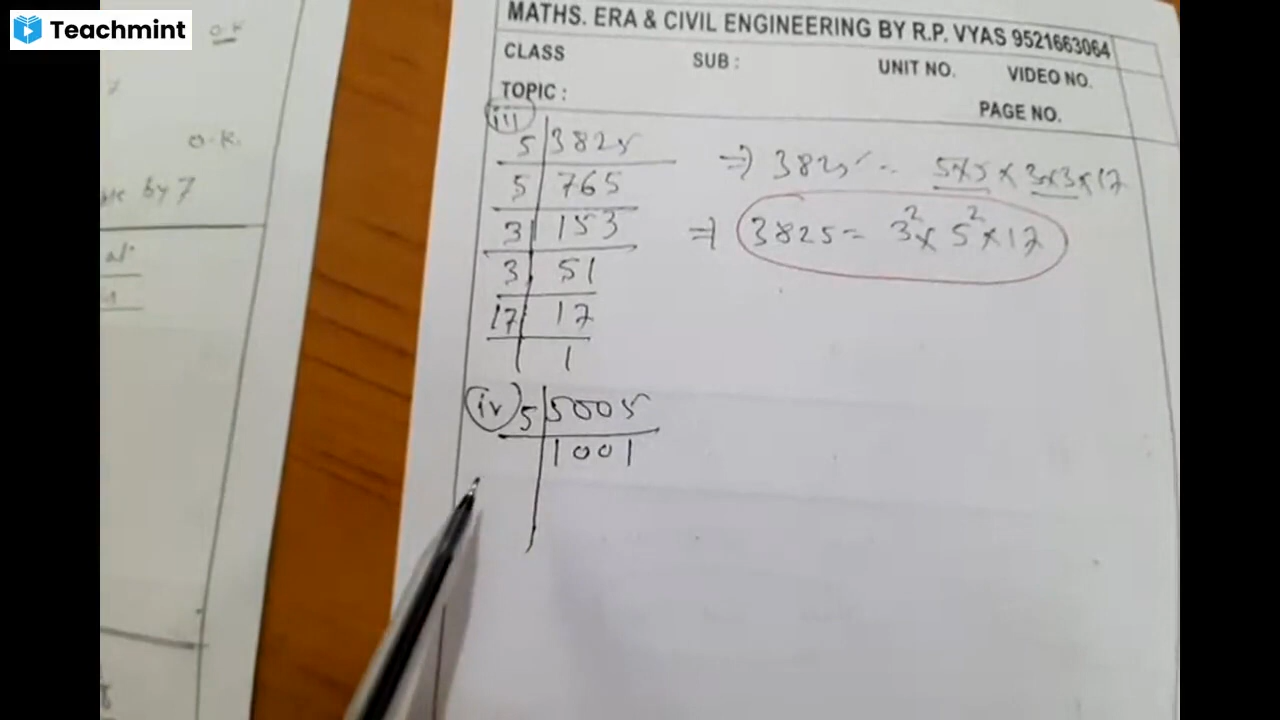 Teachmint
O.K
O.K.
by 7
MATHS. ERA & CIVIL ENGINEERING BY R.P. VYAS 9521663064
CLASS SUB : UNIT NO. VIDEO NO.
TOPIC : PAGE NO.
iii
5 3825 ⇒ 3825 = 5×5 × 3×3×17
5 765
3 153 ⇒ 3825 = 3² × 5² × 17
3 51
17 17
1
iv 5 5005
1001